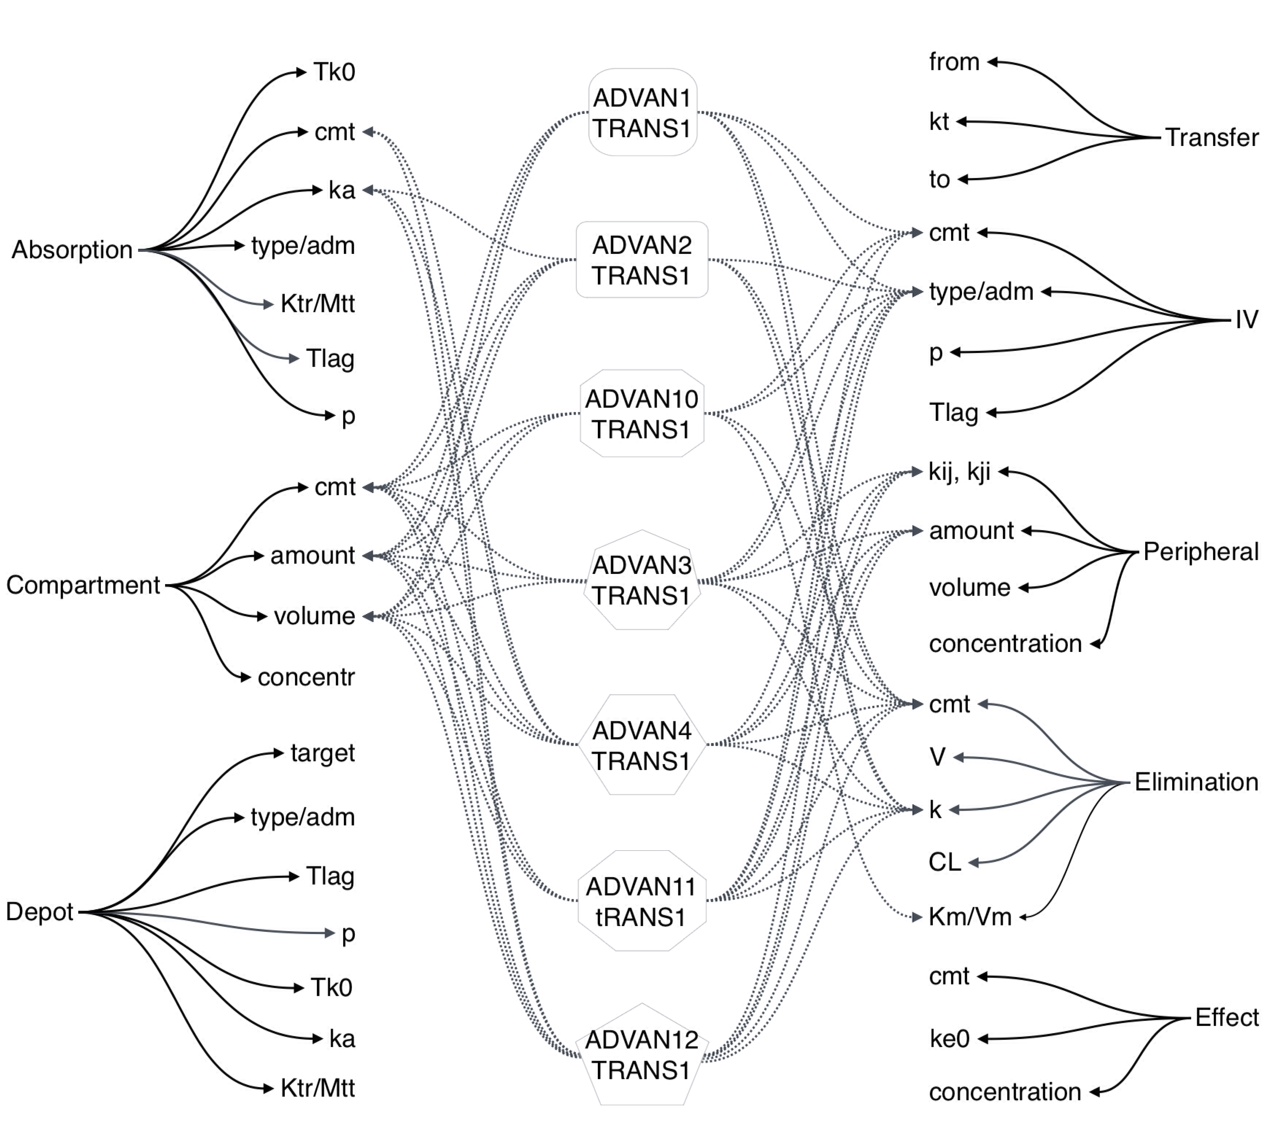 Absorption
Tk0
cmt
ka
type/adm
Ktr/Mtt
Tlag
p
Compartment
cmt
amount
volume
concentr
Depot
target
type/adm
Tlag
p
Tk0
ka
Ktr/Mtt
ADVAN1
TRANS1
ADVAN2
TRANS1
ADVAN10
TRANS1
ADVAN3
TRANS1
ADVAN4
TRANS1
ADVAN11
tRANS1
ADVAN12
TRANS1
from
kt
to
Transfer
cmt
type/adm
p
Tlag
IV
kij, kji
amount
volume
concentration
Peripheral
cmt
V
k
CL
Km/Vm
Elimination
cmt
ke0
concentration
Effect